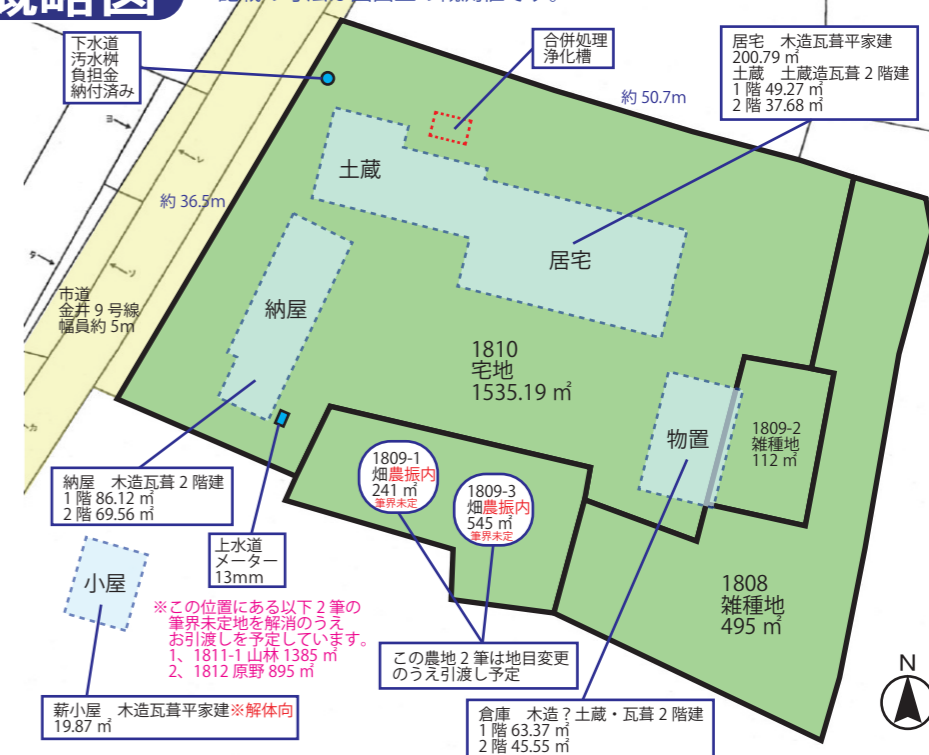 概略図
下水道
汚水桝
負担金
納付済み
合併処理
浄化槽
居宅 木造瓦葺平家建
200.79 ㎡
土蔵 土蔵造瓦葺 2 階建
1 階 49.27 ㎡
2 階 37.68 ㎡
約 50.7m
ヨ
レ
土蔵
約 36.5m
居宅
タ
ソ
納屋
市道
金井 9 号線
幅員約 5m
1810
宅地
1535.19 ㎡
物置
1809-2
雑種地
112 ㎡
カ
1809-1
畑農振内
241 ㎡
筆界未定
1809-3
畑農振内
545 ㎡
筆界未定
納屋 木造瓦葺 2 階建
1 階 86.12 ㎡
2 階 69.56 ㎡
上水道
メーター
13mm
小屋
※この位置にある以下 2 筆の
筆界未定地を解消のうえ
お引渡しを予定しています。
1、1811-1 山林 1385 ㎡
2、1812 原野 895 ㎡
1808
雑種地
495 ㎡
この農地 2 筆は地目変更
のうえ引渡し予定
N
薪小屋 木造瓦葺平家建※解体向
19.87 ㎡
倉庫 木造？土蔵・瓦葺 2 階建
1 階 63.37 ㎡
2 階 45.55 ㎡